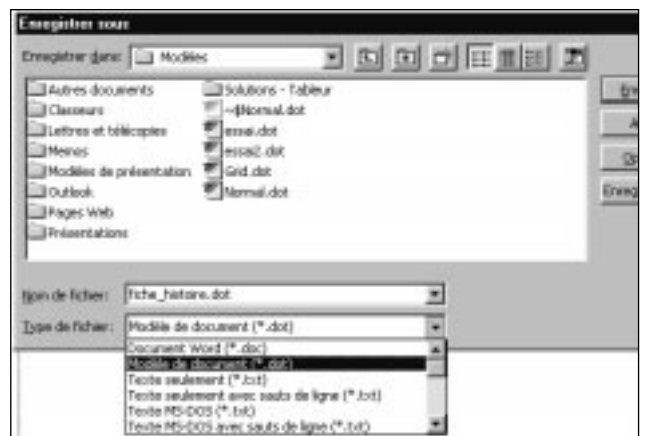 Enregistrer sous
Enregistrer dans: Modèles
Autres documents
Classeurs
Lettres et télécopies
Memos
Modèles de présentation
Outlook
Pages Web
Présentations
Solutions - Tableur
~$Normal.dot
essai.dot
essai2.dot
Grid.dot
Normal.dot
Enreg
Nom de fichier: fiche_histoire.dot
Type de fichier: Modèle de document (*.dot)
Document Word (*.doc)
Modèle de document (*.dot)
Texte seulement (*.txt)
Texte seulement avec sauts de ligne (*.txt)
Texte MS-DOS (*.txt)
Texte MS-DOS avec sauts de ligne (*.txt)